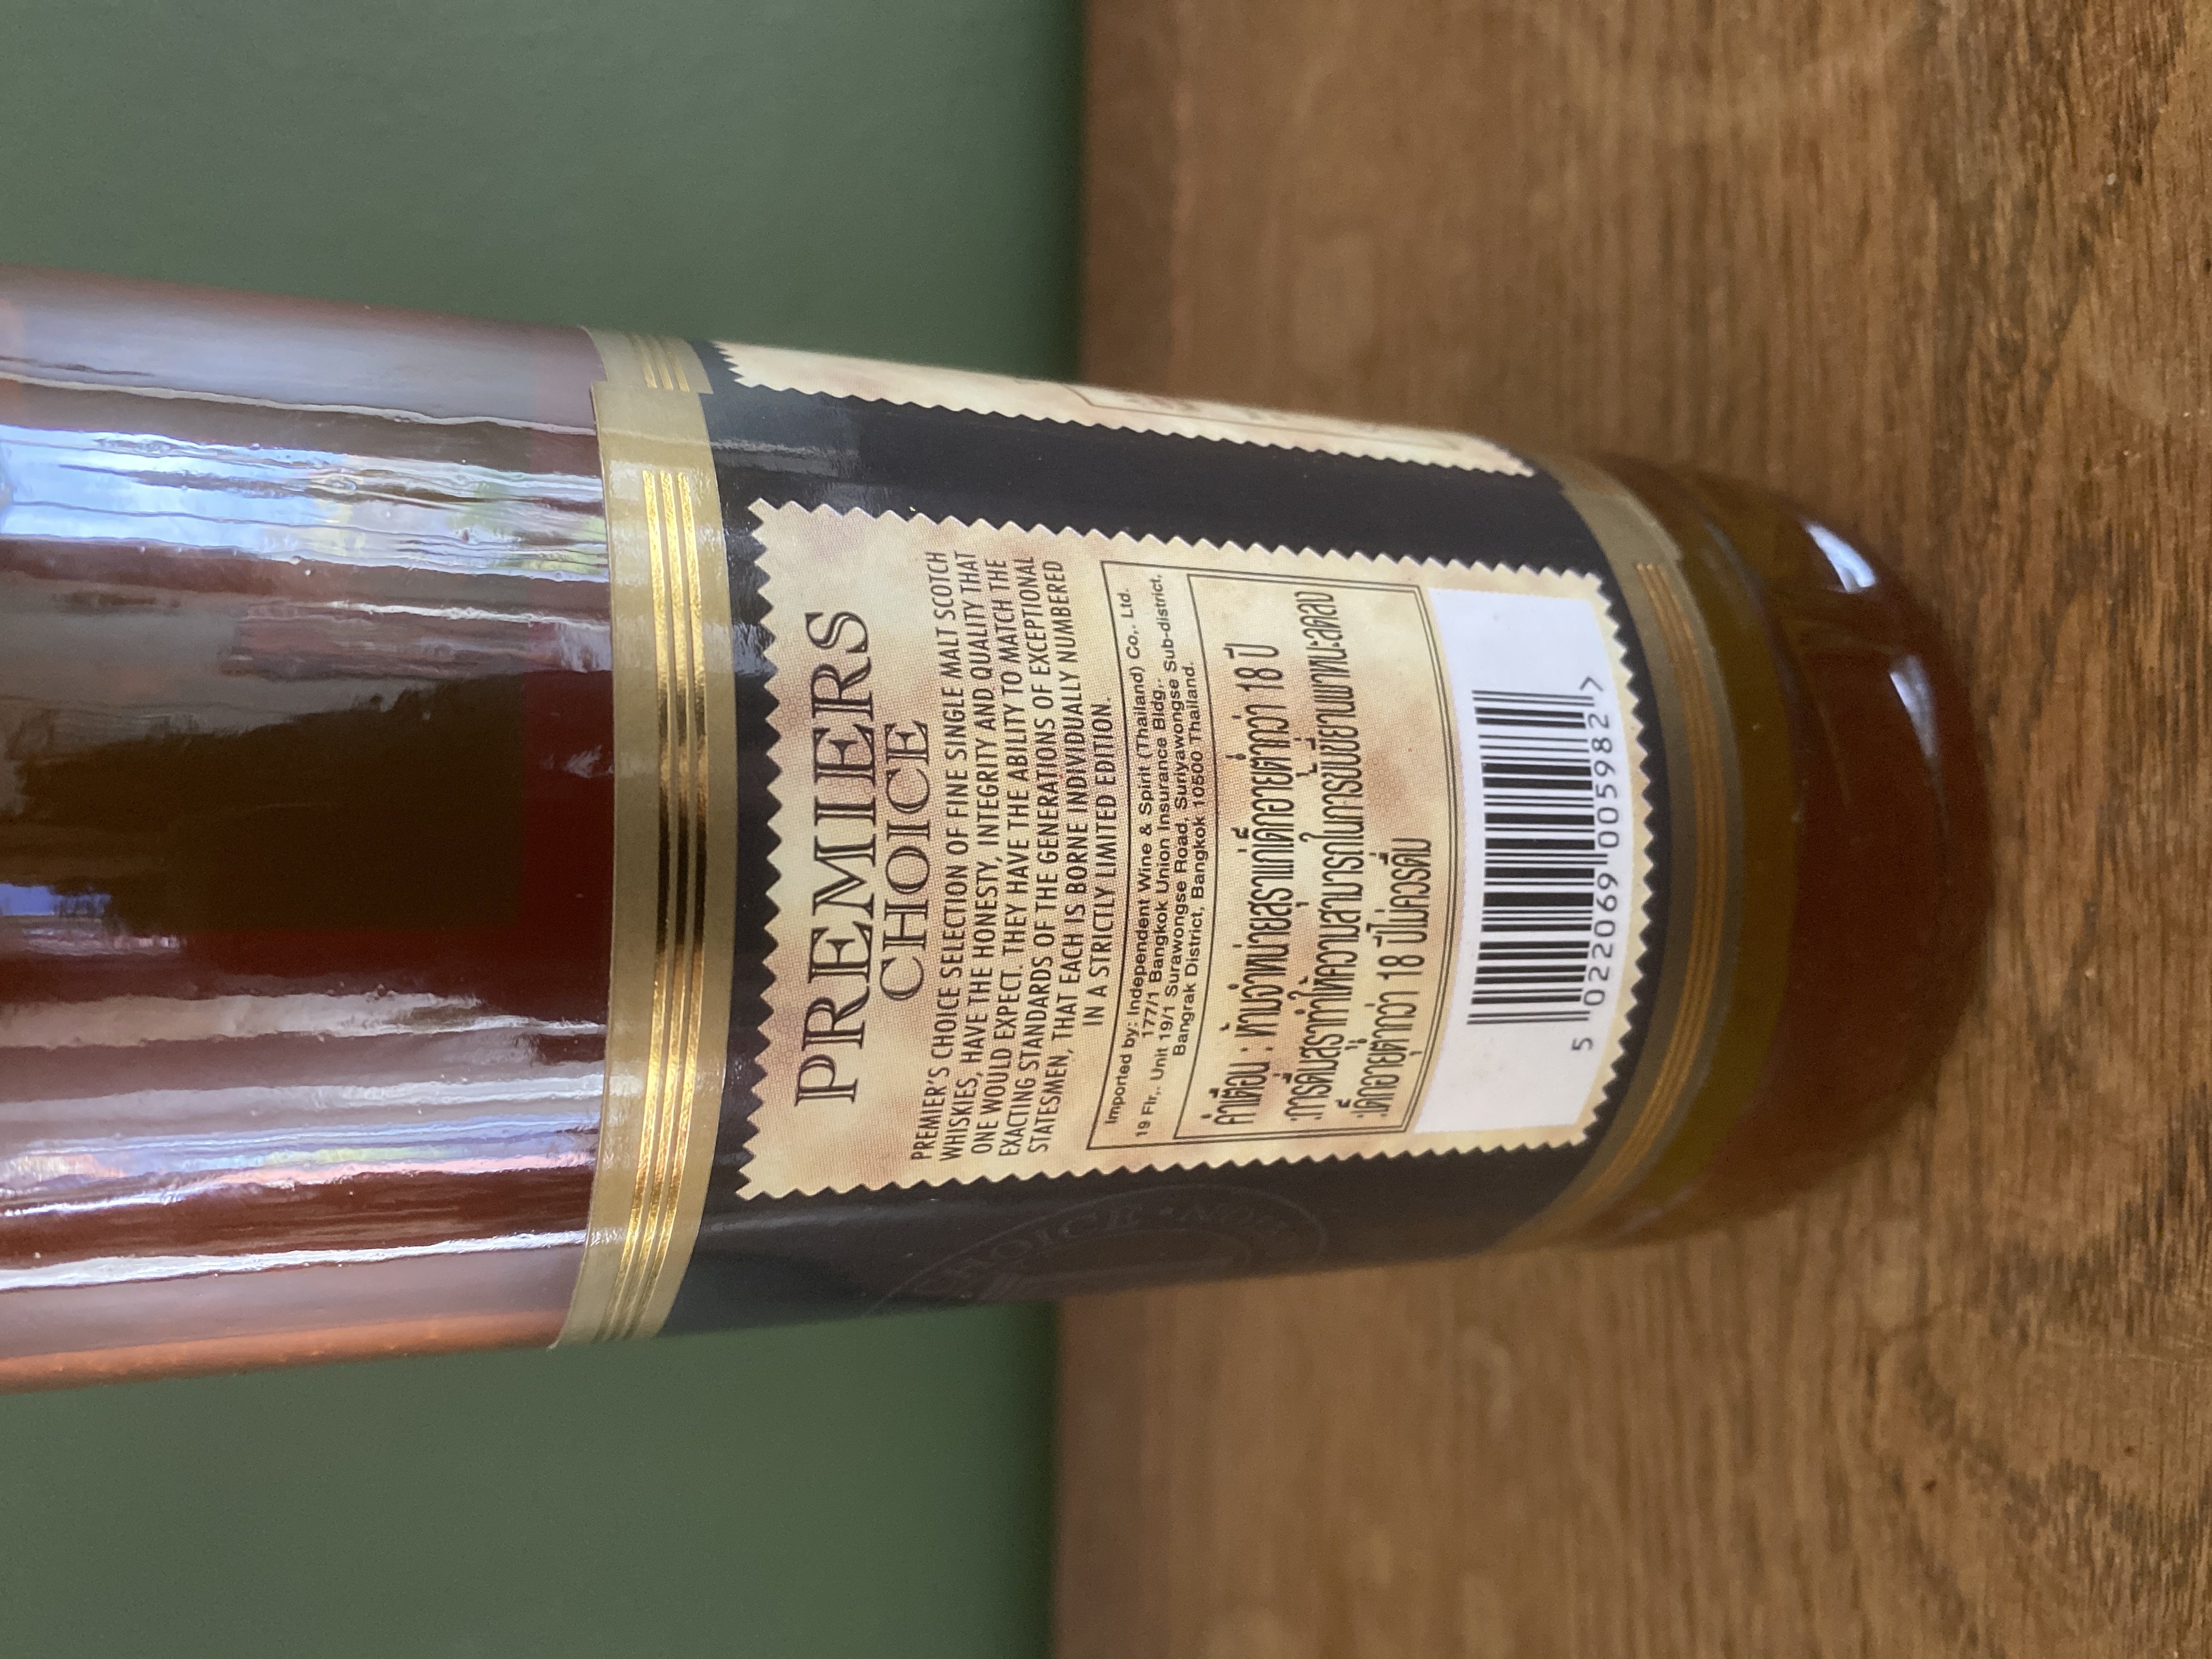 PREMIERS
CHOICE
PREMIER'S CHOICE SELECTION OF FINE SINGLE MALT SCOTCH
WHISKIES, HAVE THE HONESTY, INTEGRITY AND QUALITY THAT
ONE WOULD EXPECT. THEY HAVE THE ABILITY TO MATCH THE
EXACTING STANDARDS OF THE GENERATIONS OF EXCEPTIONAL
STATESMEN, THAT EACH IS BORNE INDIVIDUALLY NUMBERED
IN A STRICTLY LIMITED EDITION.
Imported by: Independent Wine & Spirit (Thailand) Co,. Ltd.
177/1 Bangkok Union Insurance Bldg,.
19 Flr,. Unit 19/1 Surawongse Road, Suriyawongse Sub-district,
Bangrak District, Bangkok 10500 Thailand.
คำเตือน : ห้ามจำหน่ายสุราแก่เด็กอายุต่ำกว่า 18 ปี
:การดื่มสุราทำให้ความสามารถในการขับขี่ยานพาหนะลดลง
:เด็กอายุต่ำกว่า 18 ปี ไม่ควรดื่ม
5 022069 005982 >
CHOICE